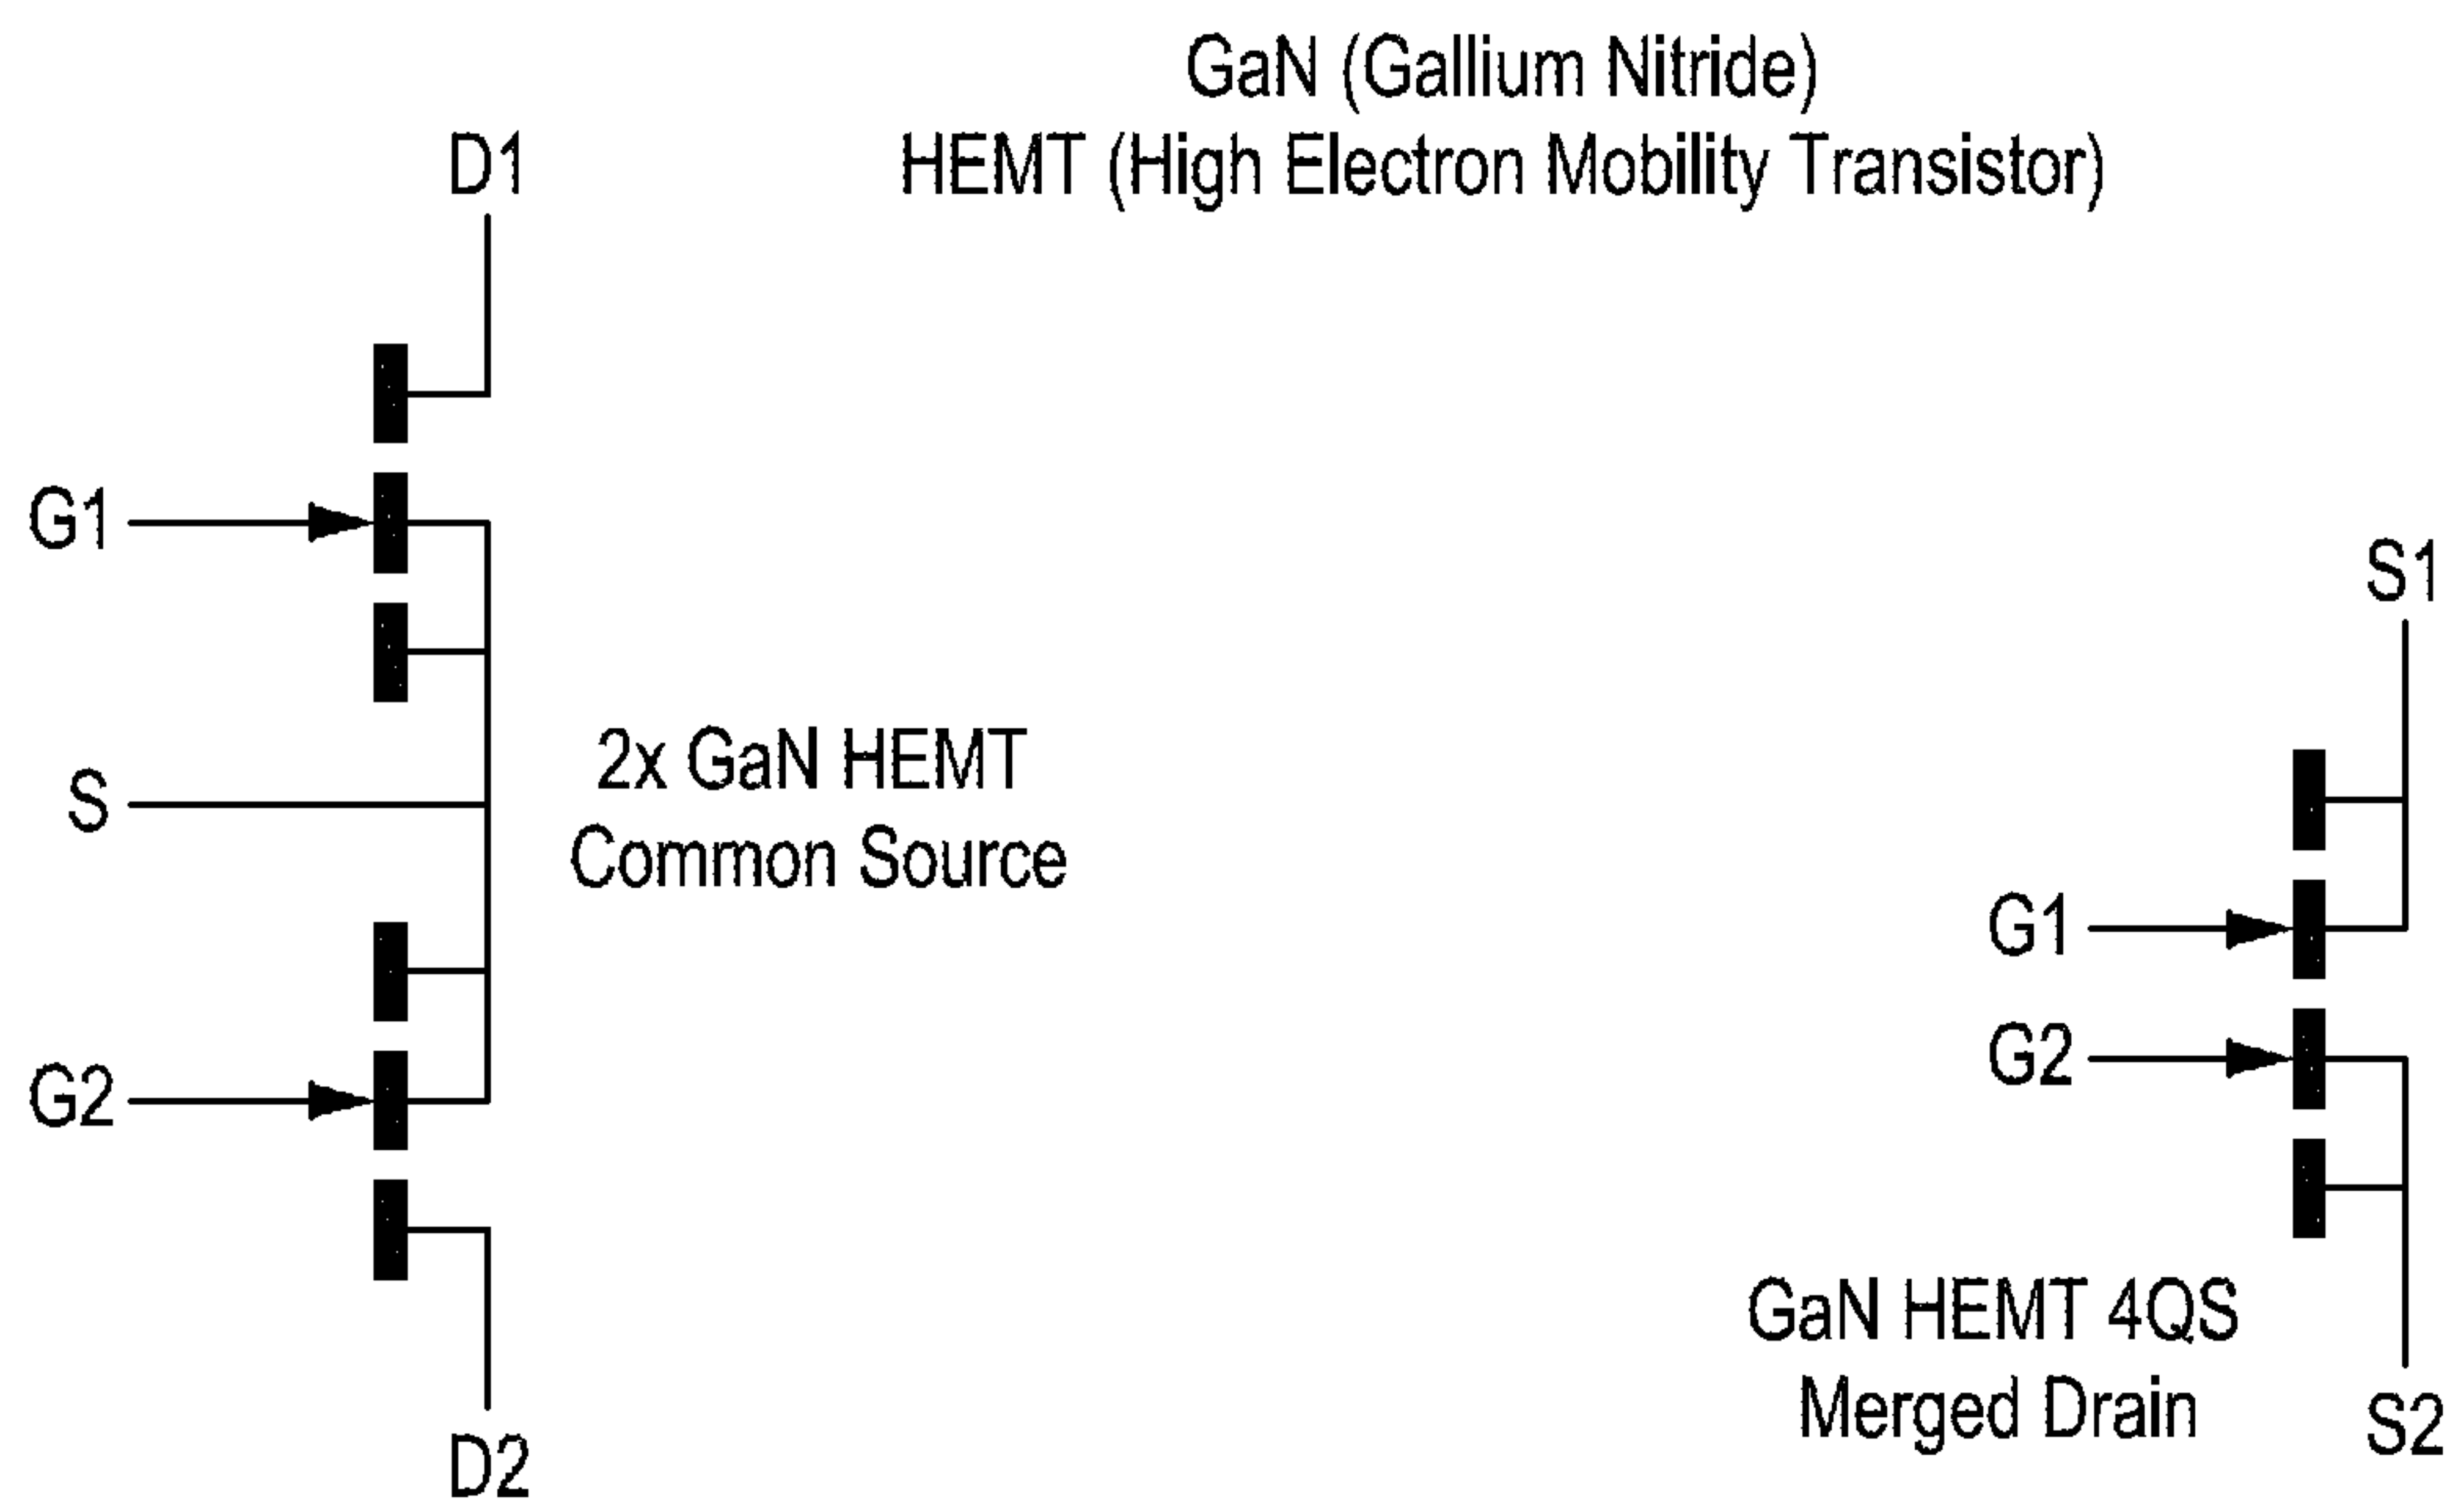 GaN (Gallium Nitride)
HEMT (High Electron Mobility Transistor)
D1
G1
S
2x GaN HEMT
Common Source
G2
D2
S1
G1
G2
GaN HEMT 4QS
Merged Drain
S2